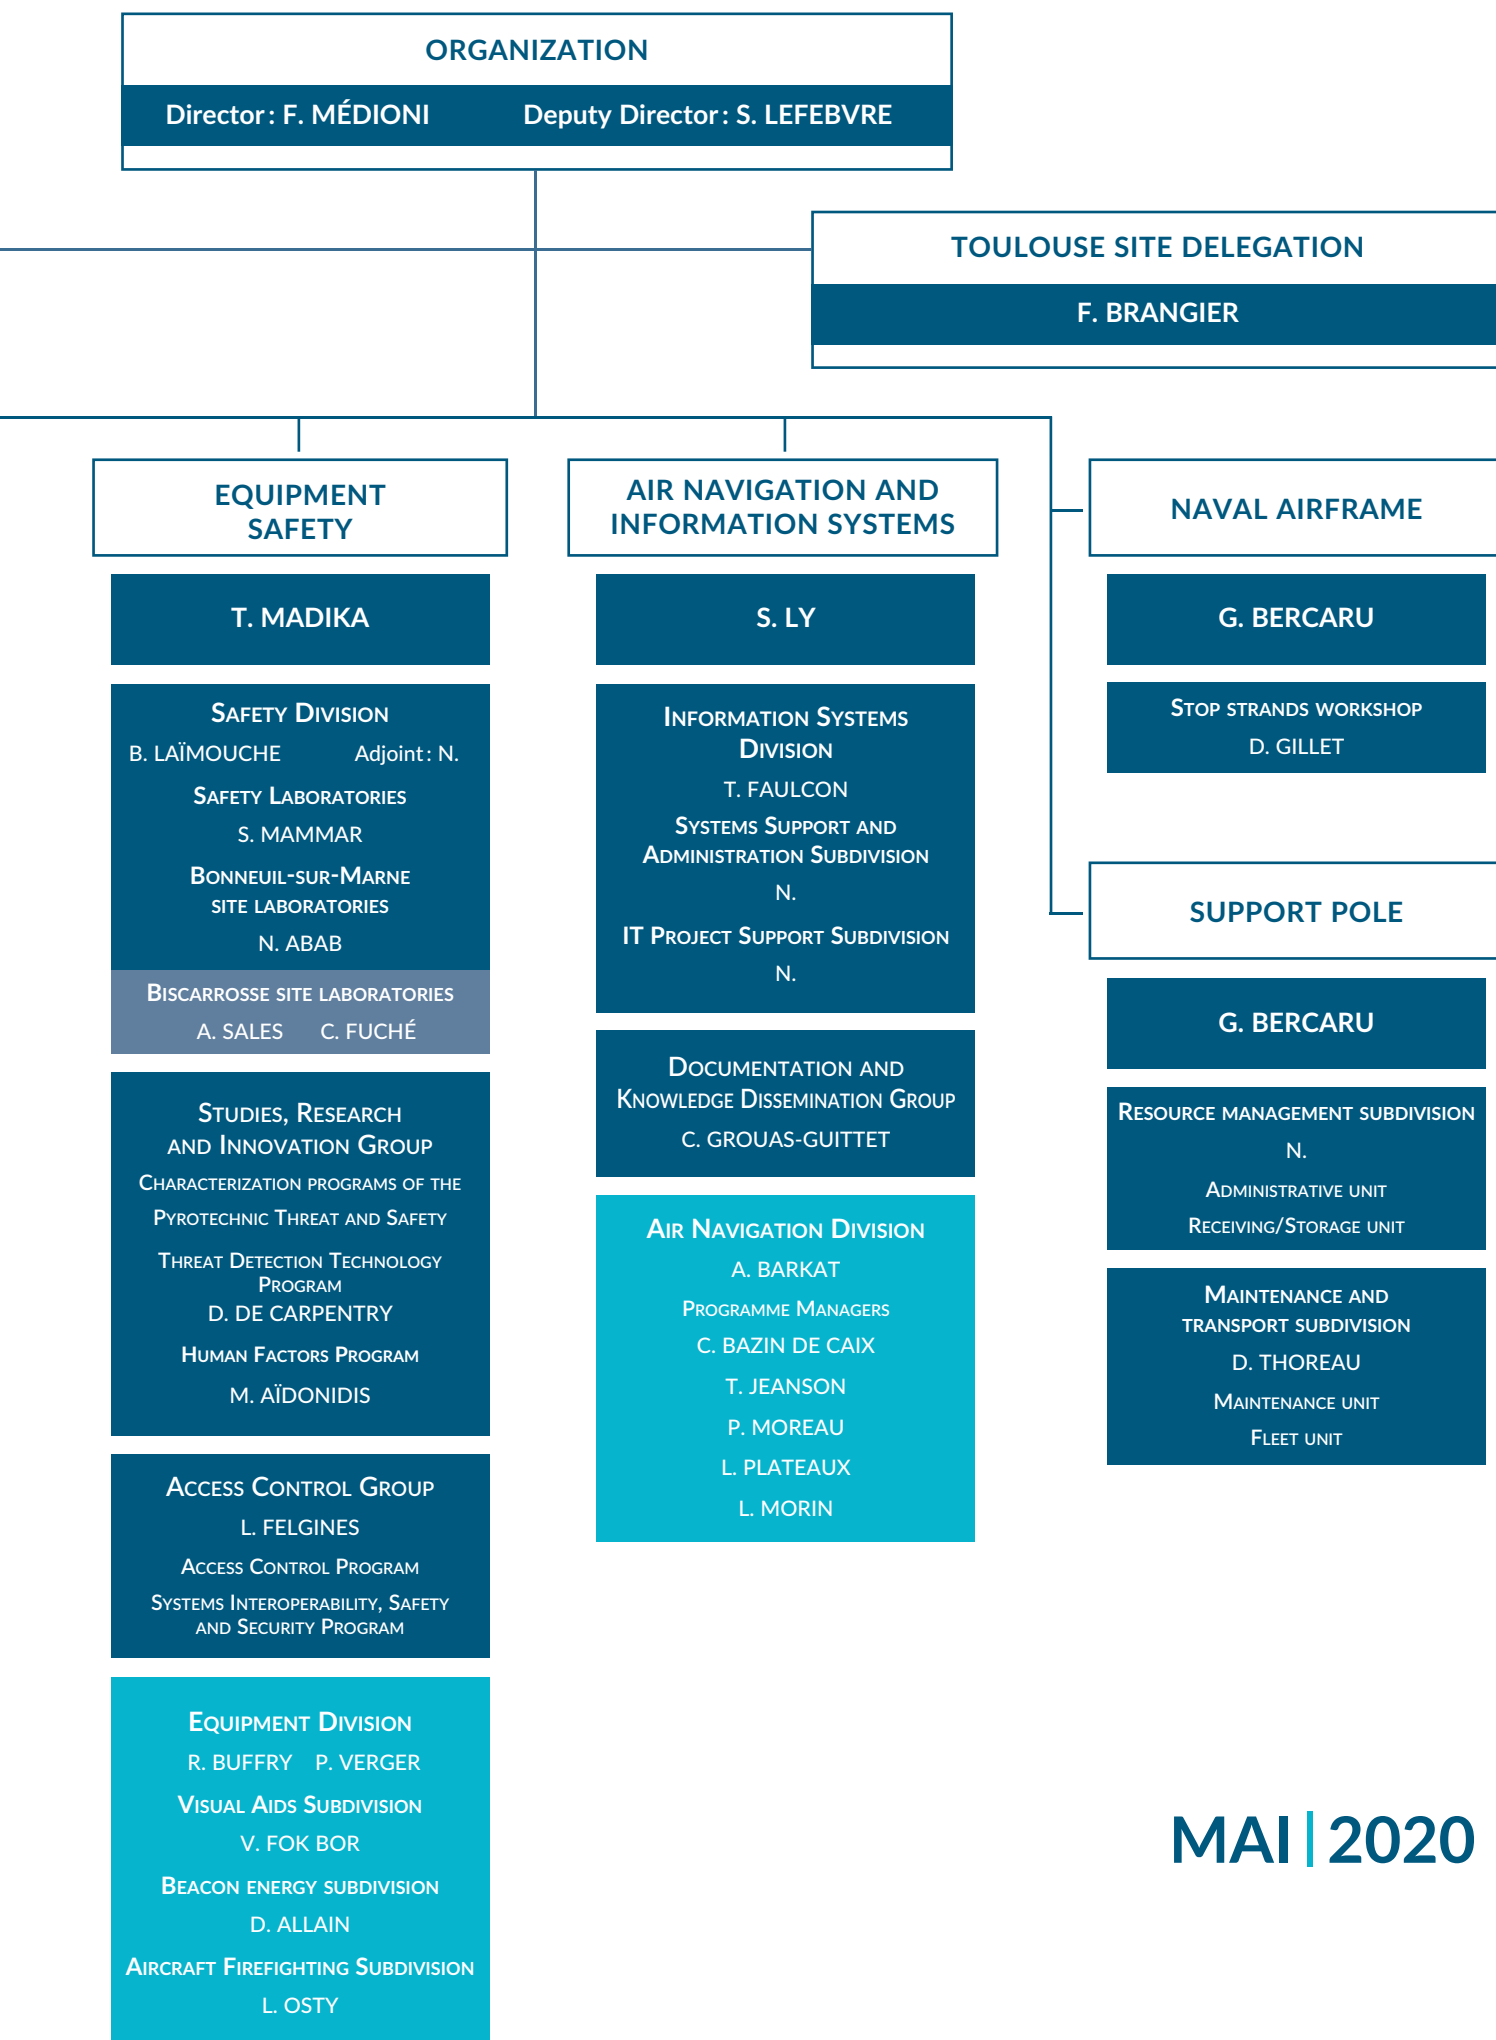 ORGANIZATION
Director : F. MÉDIONI Deputy Director : S. LEFEBVRE
TOULOUSE SITE DELEGATION
F. BRANGIER
EQUIPMENT
SAFETY
T. MADIKA
Safety Division
B. LAÏMOUCHE Adjoint : N.
Safety Laboratories
S. MAMMAR
Bonneuil-sur-Marne
site laboratories
N. ABAB
Biscarrosse site laboratories
A. SALES C. FUCHÉ
Studies, Research
and Innovation Group
Characterization programs of the
Pyrotechnic Threat and Safety
Threat Detection Technology
Program
D. DE CARPENTRY
Human Factors Program
M. AÏDONIDIS
Access Control Group
L. FELGINES
Access Control Program
Systems Interoperability, Safety
and Security Program
Equipment Division
R. BUFFRY P. VERGER
Visual Aids Subdivision
V. FOK BOR
Beacon energy subdivision
D. ALLAIN
Aircraft Firefighting Subdivision
L. OSTY
AIR NAVIGATION AND
INFORMATION SYSTEMS
S. LY
Information Systems
Division
T. FAULCON
Systems Support and
Administration Subdivision
N.
IT Project Support Subdivision
N.
Documentation and
Knowledge Dissemination Group
C. GROUAS-GUITTET
Air Navigation Division
A. BARKAT
Programme Managers
C. BAZIN DE CAIX
T. JEANSON
P. MOREAU
L. PLATEAUX
L. MORIN
NAVAL AIRFRAME
G. BERCARU
Stop strands workshop
D. GILLET
SUPPORT POLE
G. BERCARU
Resource management subdivision
N.
Administrative unit
Receiving/Storage unit
Maintenance and
transport subdivision
D. THOREAU
Maintenance unit
Fleet unit
MAI | 2020